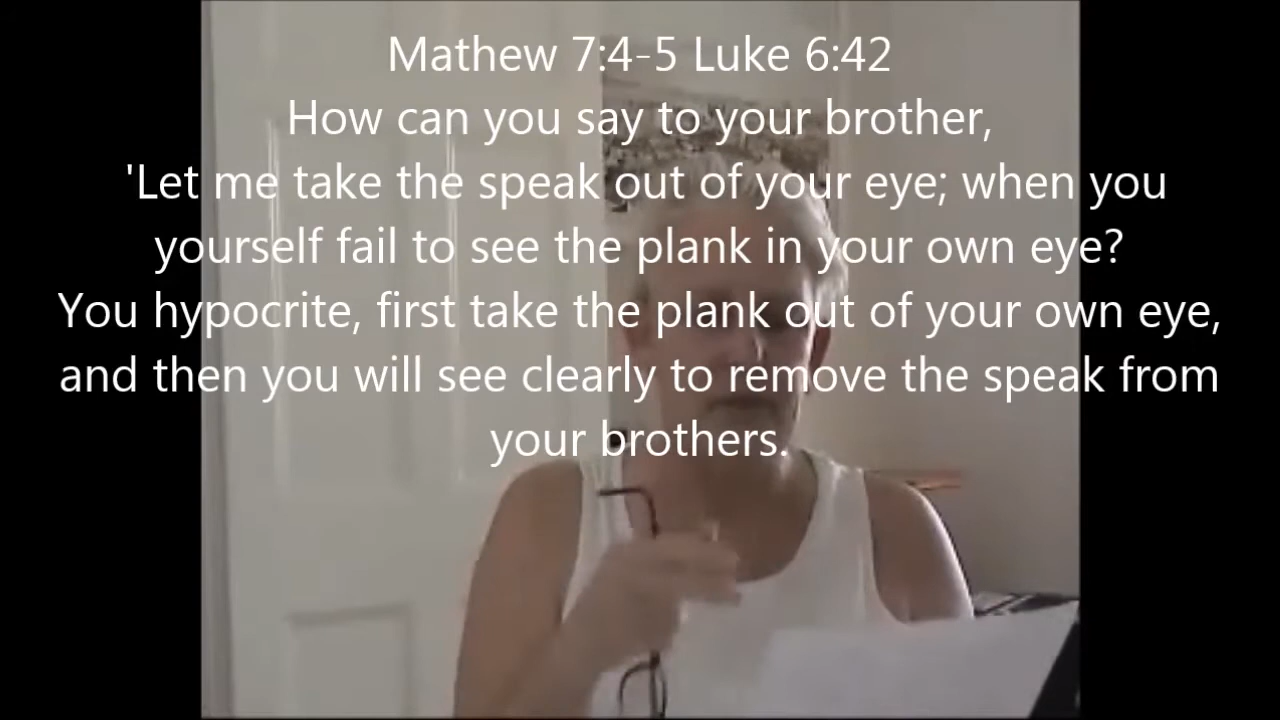 Mathew 7:4-5 Luke 6:42
How can you say to your brother,
'Let me take the speak out of your eye; when you
yourself fail to see the plank in your own eye?
You hypocrite, first take the plank out of your own eye,
and then you will see clearly to remove the speak from
your brothers.